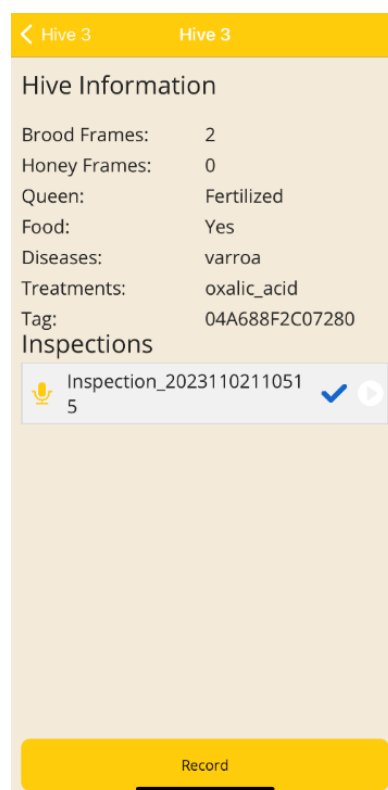 Hive 3 Hive 3
Hive Information
Brood Frames: 2
Honey Frames: 0
Queen: Fertilized
Food: Yes
Diseases: varroa
Treatments: oxalic_acid
Tag: 04A688F2C07280
Inspections
Inspection_2023110211051
5
Record